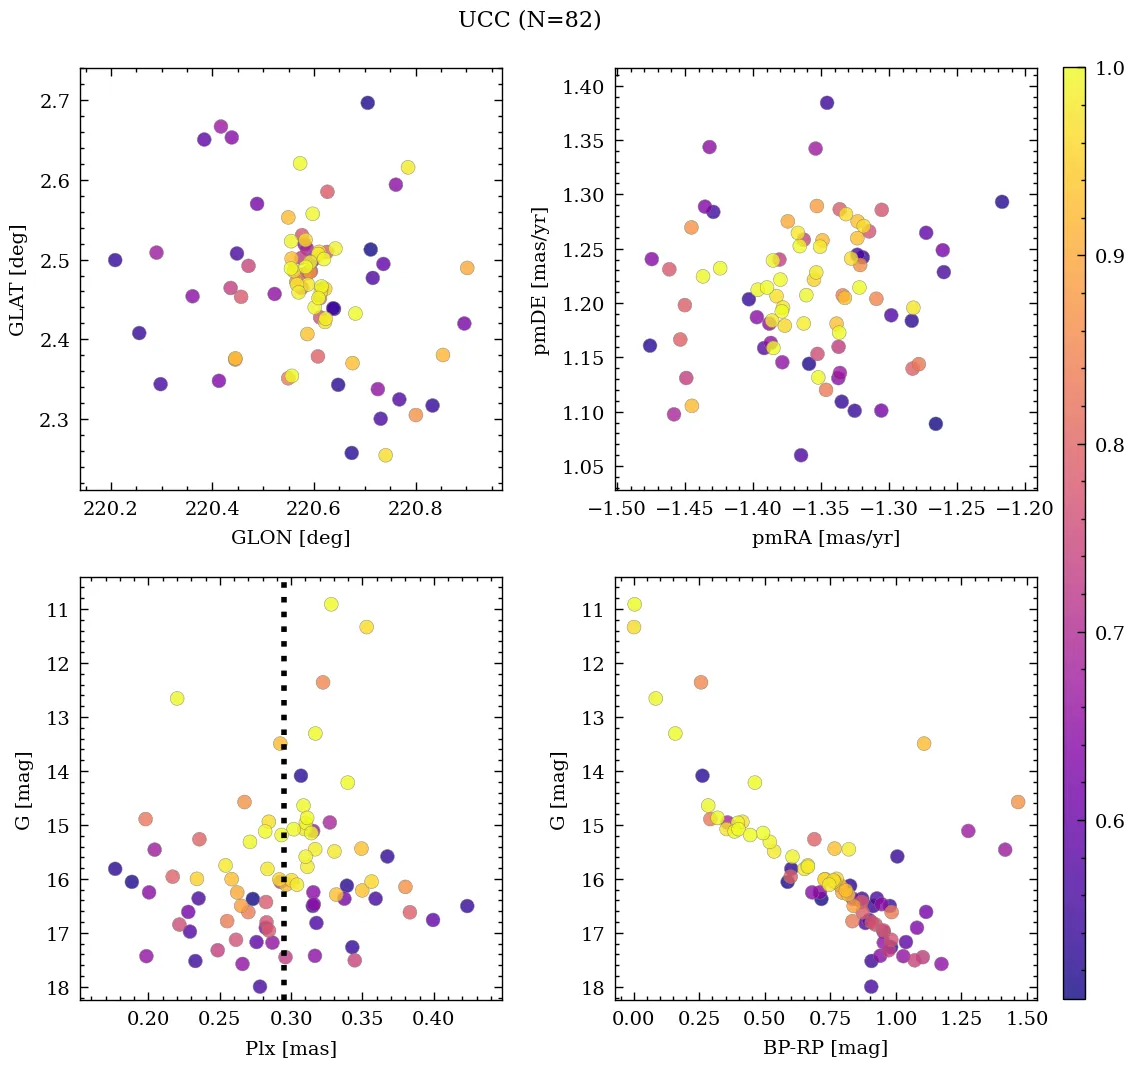 UCC (N=82)
2.7
2.6
2.5
2.4
2.3
GLAT [deg]
220.2 220.4 220.6 220.8
GLON [deg]
1.40
1.35
1.30
1.25
1.20
1.15
1.10
1.05
pmDE [mas/yr]
−1.50 −1.45 −1.40 −1.35 −1.30 −1.25 −1.20
pmRA [mas/yr]
11
12
13
14
15
16
17
18
G [mag]
0.20 0.25 0.30 0.35 0.40
Plx [mas]
11
12
13
14
15
16
17
18
G [mag]
0.00 0.25 0.50 0.75 1.00 1.25 1.50
BP-RP [mag]
1.0
0.9
0.8
0.7
0.6